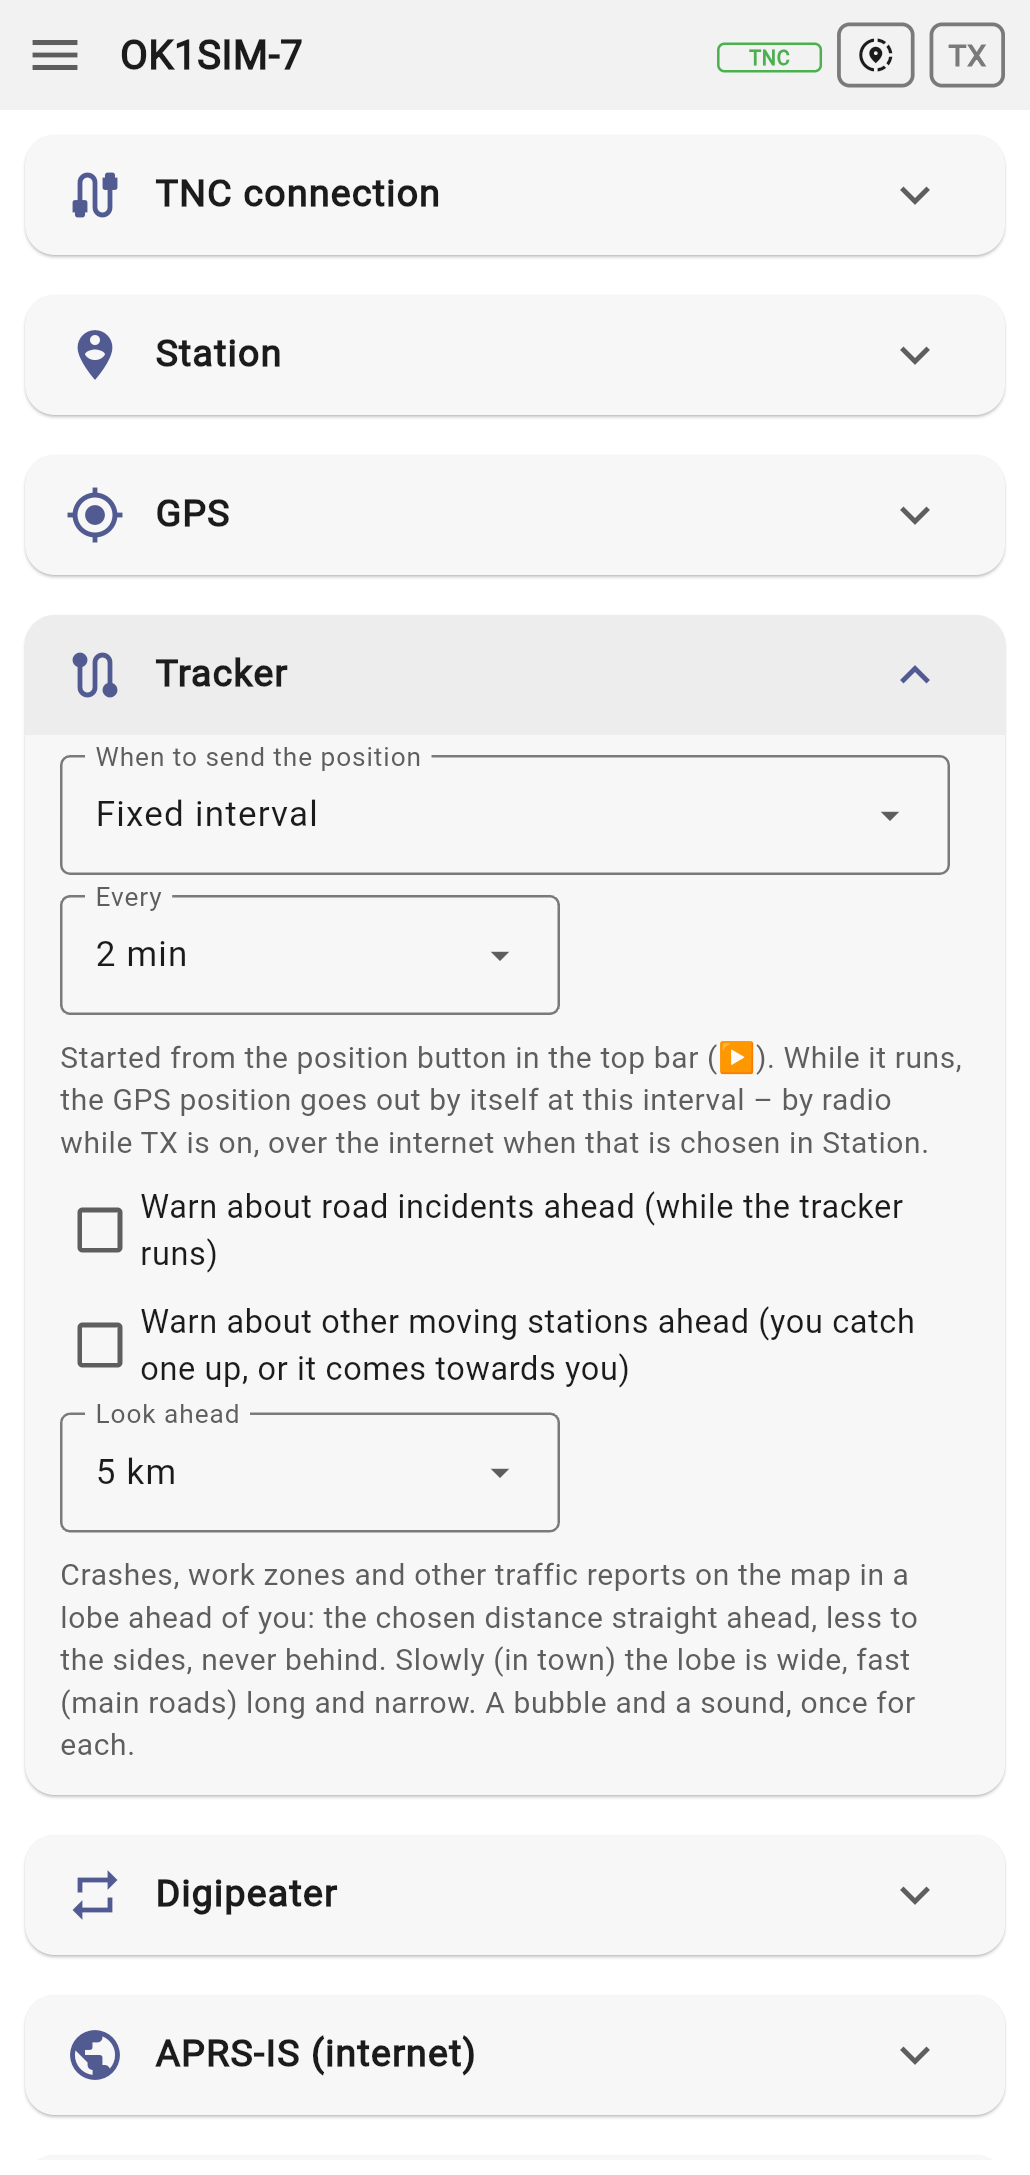 OK1SIM-7
TNC
TX
TNC connection
Station
GPS
Tracker
When to send the position
Fixed interval
Every
2 min
Started from the position button in the top bar (▶️). While it runs,
the GPS position goes out by itself at this interval – by radio
while TX is on, over the internet when that is chosen in Station.
Warn about road incidents ahead (while the tracker
runs)
Warn about other moving stations ahead (you catch
one up, or it comes towards you)
Look ahead
5 km
Crashes, work zones and other traffic reports on the map in a
lobe ahead of you: the chosen distance straight ahead, less to
the sides, never behind. Slowly (in town) the lobe is wide, fast
(main roads) long and narrow. A bubble and a sound, once for
each.
Digipeater
APRS-IS (internet)